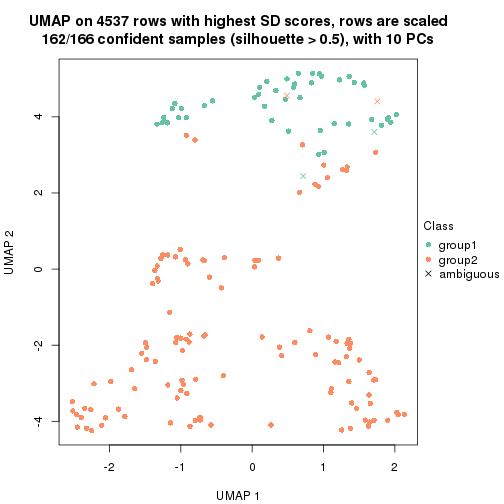 UMAP on 4537 rows with highest SD scores, rows are scaled
162/166 confident samples (silhouette > 0.5), with 10 PCs
4
2
0
-2
-4
UMAP 2
-2
-1
0
1
2
UMAP 1
Class
group1
group2
ambiguous